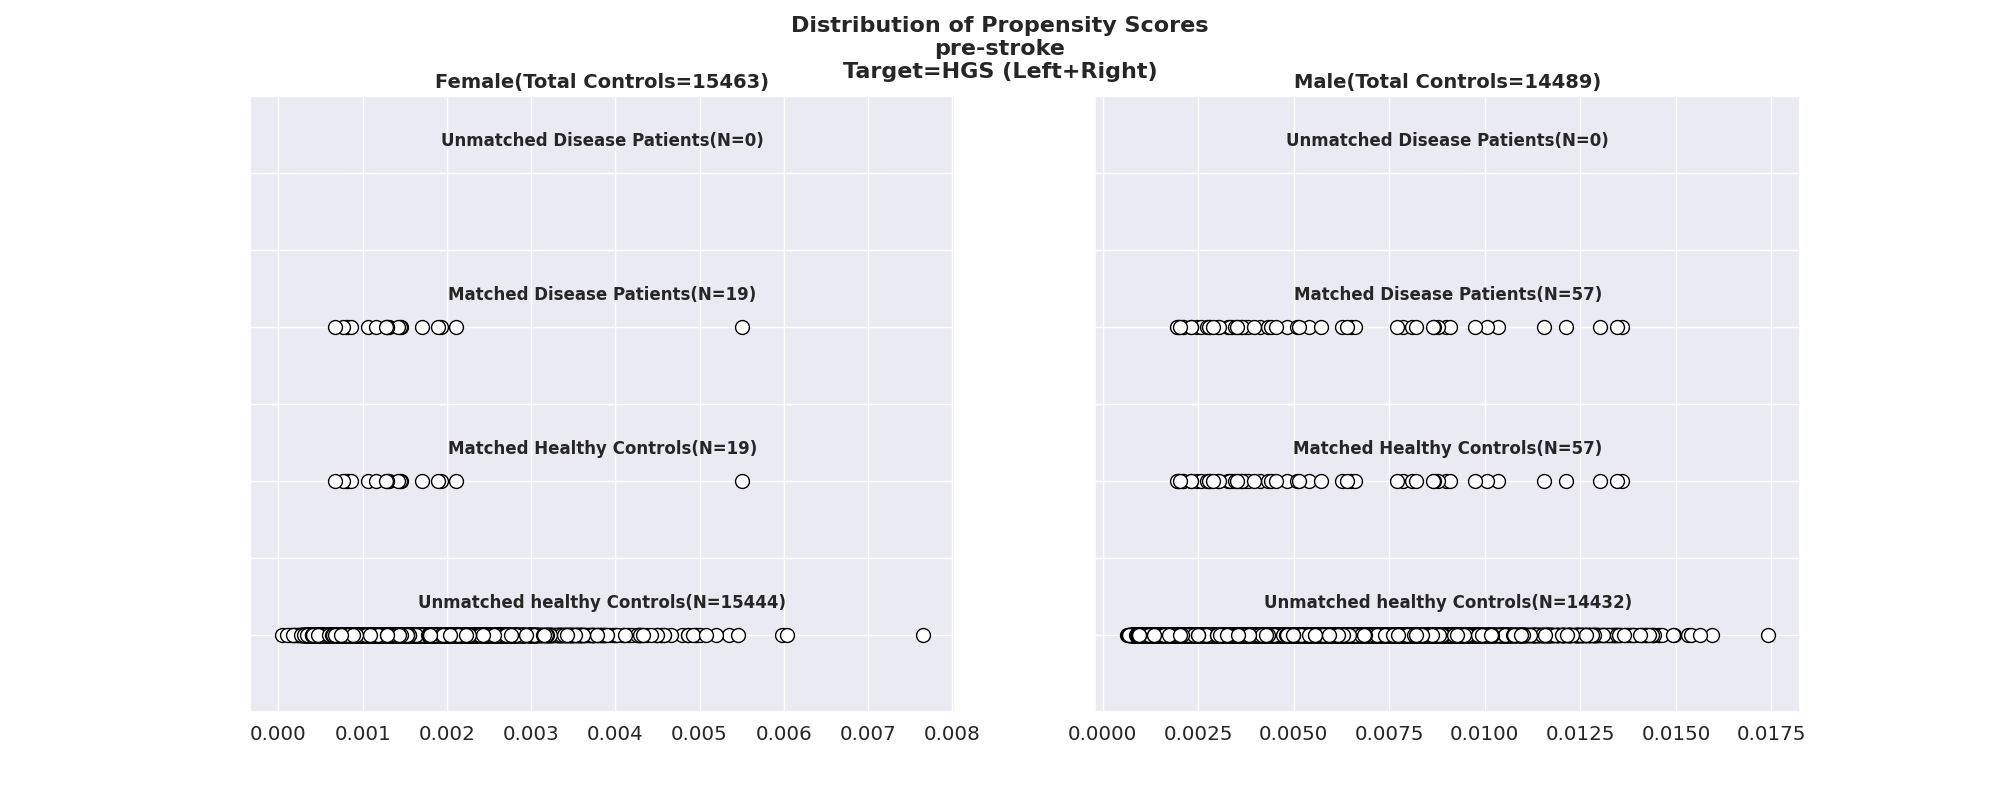 Distribution of Propensity Scores
pre-stroke
Target=HGS (Left+Right)
Female(Total Controls=15463)
Unmatched Disease Patients(N=0)
Matched Disease Patients(N=19)
Matched Healthy Controls(N=19)
Unmatched healthy Controls(N=15444)
0.000 0.001 0.002 0.003 0.004 0.005 0.006 0.007 0.008
Male(Total Controls=14489)
Unmatched Disease Patients(N=0)
Matched Disease Patients(N=57)
Matched Healthy Controls(N=57)
Unmatched healthy Controls(N=14432)
0.0000 0.0025 0.0050 0.0075 0.0100 0.0125 0.0150 0.0175